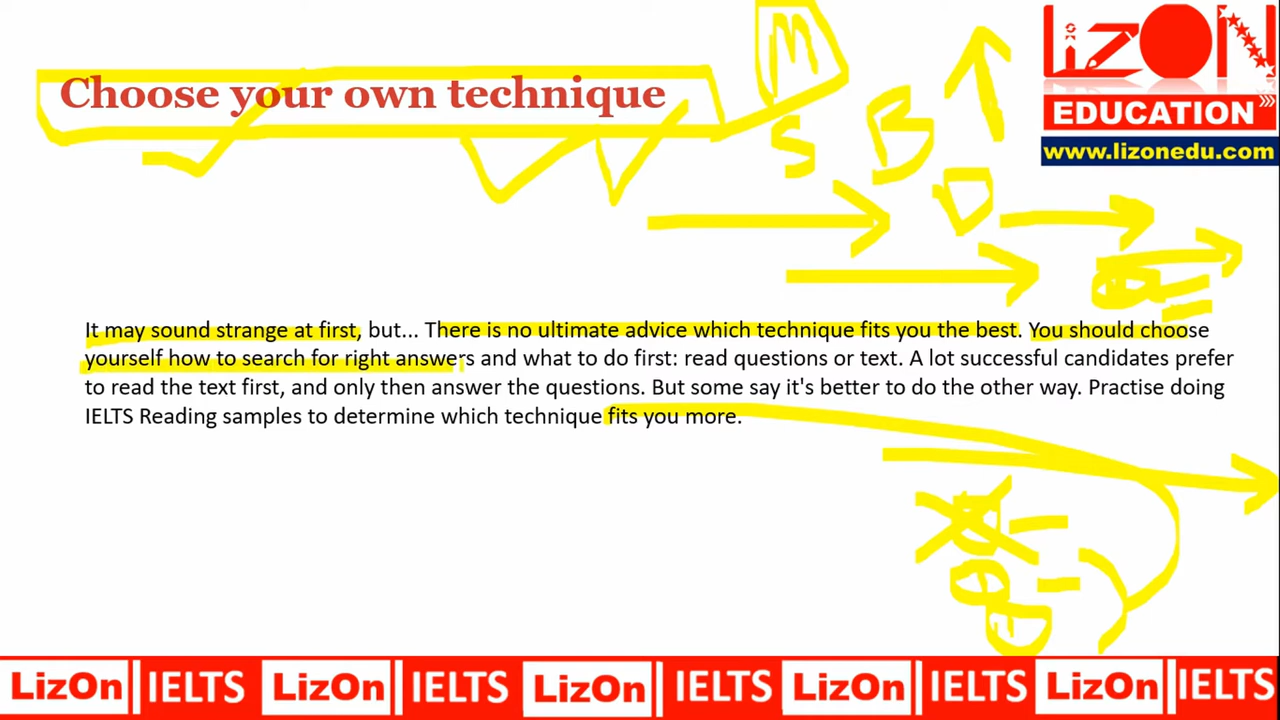 Choose your own technique
M
S
B
D
LizON
EDUCATION
www.lizonedu.com
It may sound strange at first, but... There is no ultimate advice which technique fits you the best. You should choose
yourself how to search for right answers and what to do first: read questions or text. A lot successful candidates prefer
to read the text first, and only then answer the questions. But some say it's better to do the other way. Practise doing
IELTS Reading samples to determine which technique fits you more.
LizOn IELTS LizOn IELTS LizOn IELTS LizOn IELTS LizOn IELTS